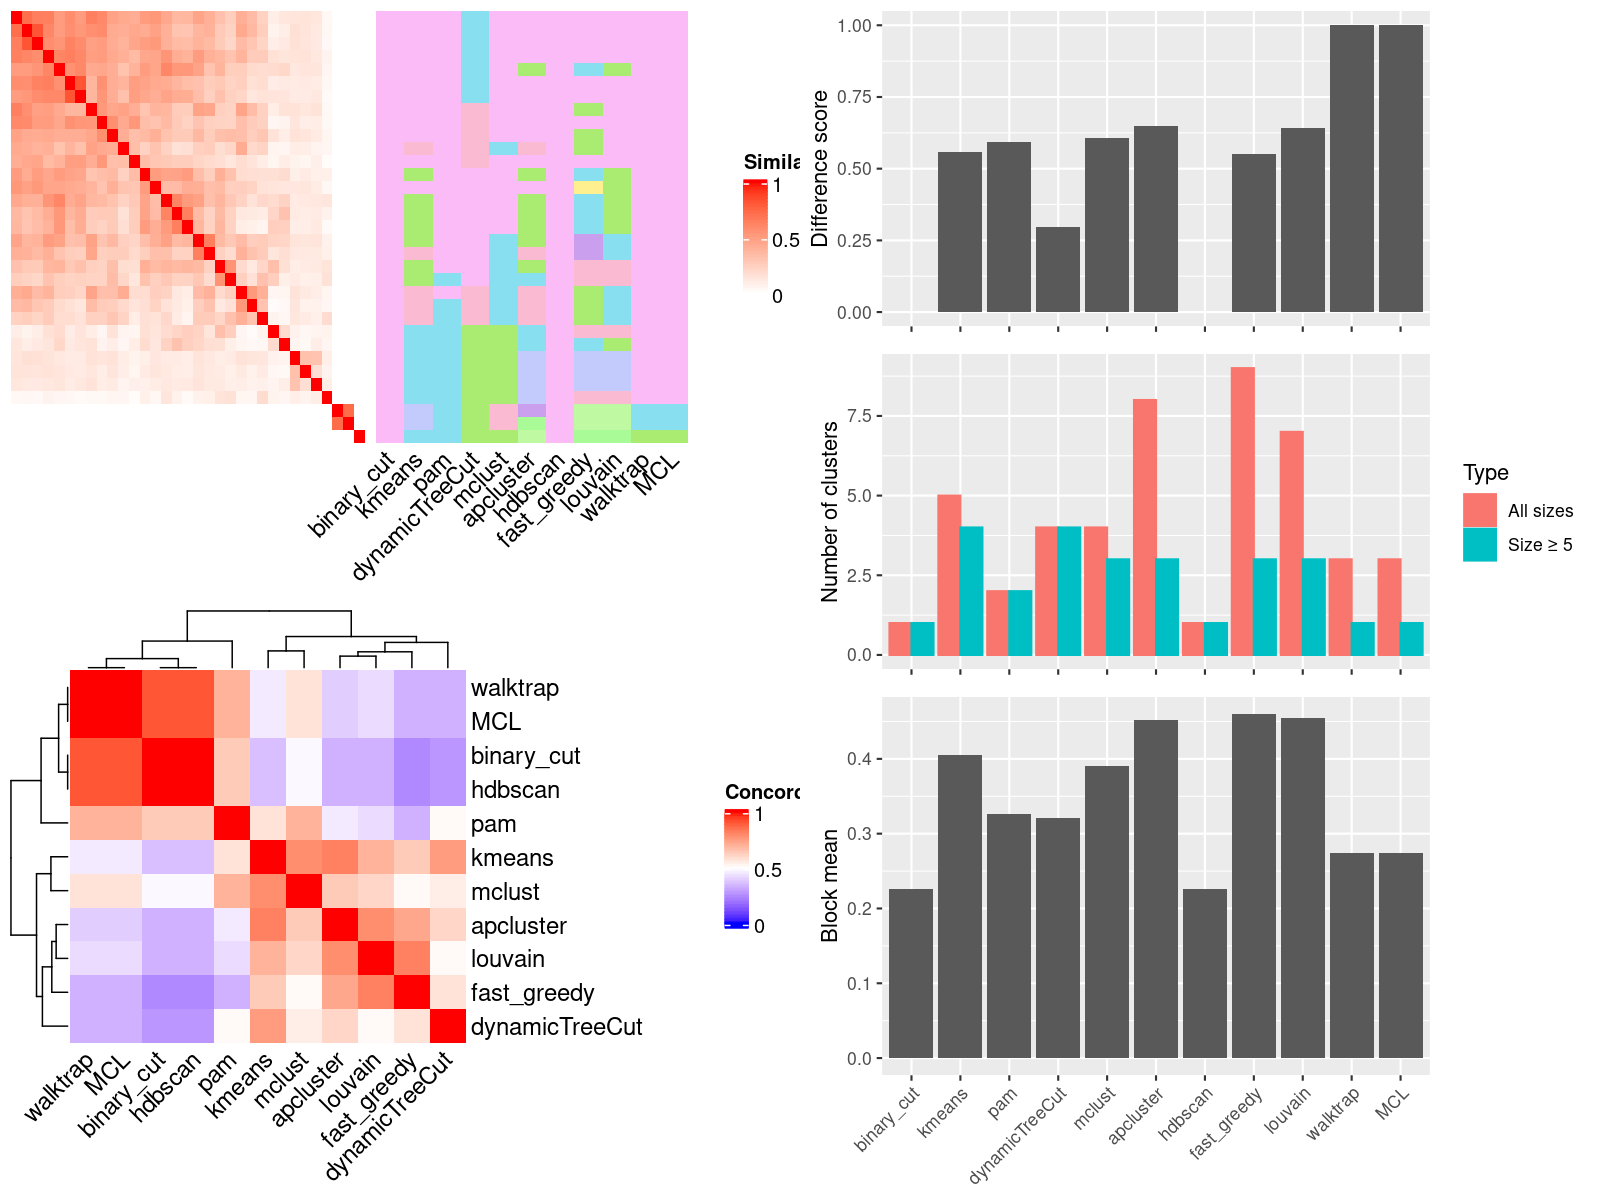 Simila
1
0.5
0
binary_cut
kmeans
pam
dynamicTreeCut
mclust
apcluster
hdbscan
fast_greedy
louvain
walktrap
MCL
walktrap
MCL
binary_cut
hdbscan
pam
kmeans
mclust
apcluster
louvain
fast_greedy
dynamicTreeCut
Concord
1
0.5
0
walktrap
MCL
binary_cut
hdbscan
pam
kmeans
mclust
apcluster
louvain
fast_greedy
dynamicTreeCut
Difference score
1.00
0.75
0.50
0.25
0.00
Number of clusters
7.5
5.0
2.5
0.0
Type
All sizes
Size ≥ 5
Block mean
0.4
0.3
0.2
0.1
0.0
binary_cut
kmeans
pam
dynamicTreeCut
mclust
apcluster
hdbscan
fast_greedy
louvain
walktrap
MCL